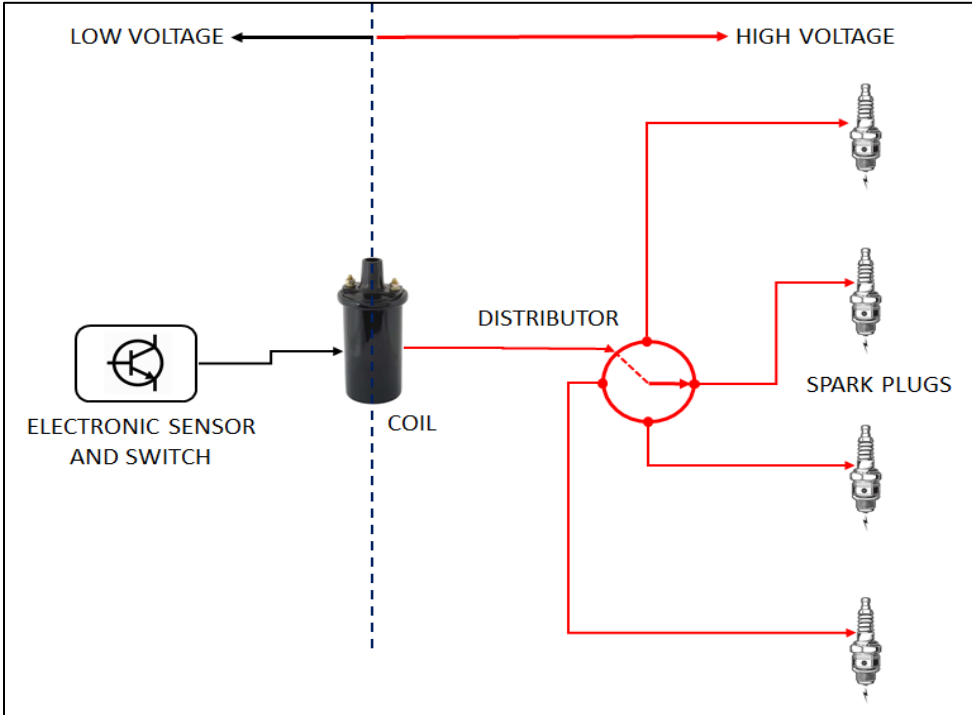 LOW VOLTAGE
HIGH VOLTAGE
DISTRIBUTOR
SPARK PLUGS
COIL
ELECTRONIC SENSOR
AND SWITCH